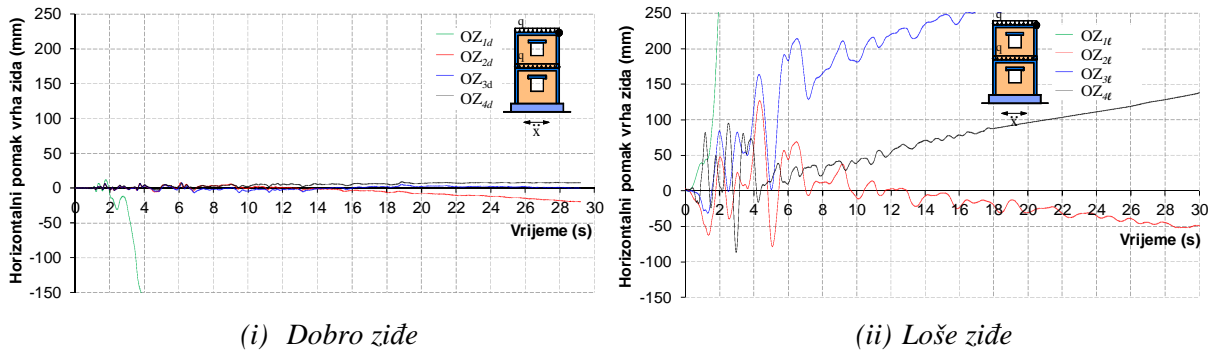 Horizontalni pomak vrha zida (mm)
250
200
150
100
50
0
-50
-100
-150
0 2 4 6 8 10 12 14 16 18 20 22 24 26 28 30
Vrijeme (s)
OZ1d
OZ2d
OZ3d
OZ4d
q
q
ẍ
(i) Dobro ziđe
Horizontalni pomak vrha zida (mm)
250
200
150
100
50
0
-50
-100
-150
0 2 4 6 8 10 12 14 16 18 20 22 24 26 28 30
Vrijeme (s)
OZ1ℓ
OZ2ℓ
OZ3ℓ
OZ4ℓ
q
q
ẍ
(ii) Loše ziđe